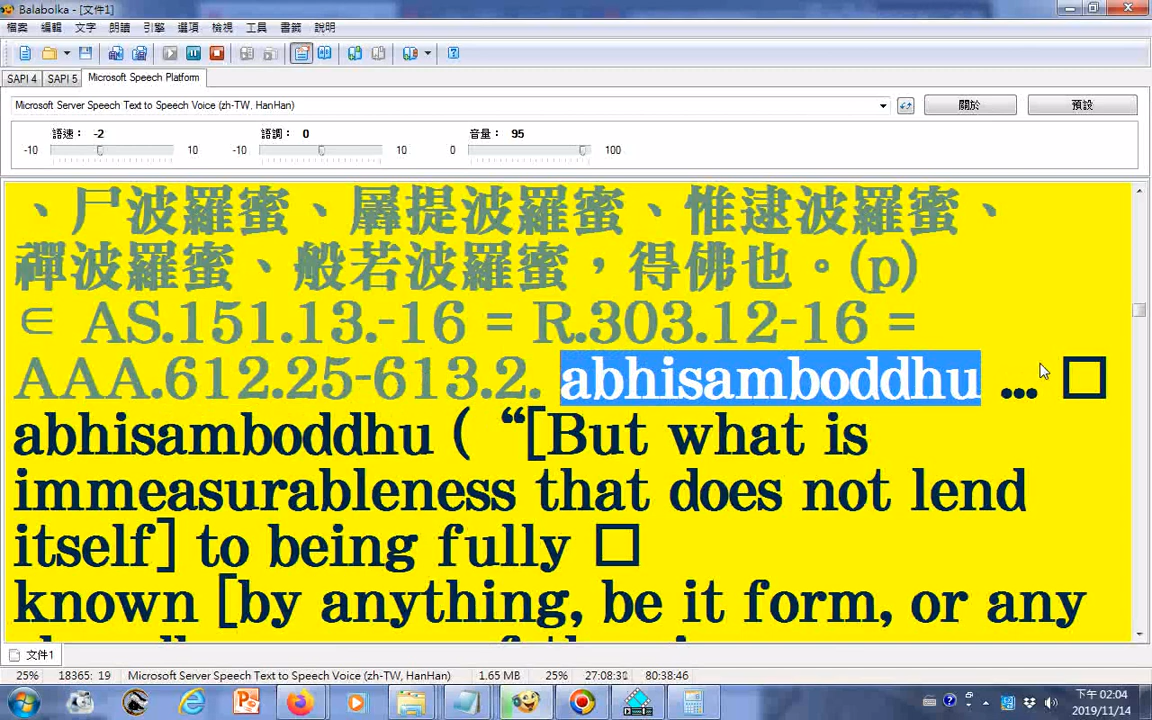 Balabolka - [文件1]
檔案 編輯 文字 朗讀 引擎 選項 檢視 工具 書籤 說明
SAPI 4 SAPI 5 Microsoft Speech Platform
Microsoft Server Speech Text to Speech Voice (zh-TW, HanHan) 關於 預設
語速： -2 語調： 0 音量： 95
-10 10 -10 10 0 100
、尸波羅蜜、羼提波羅蜜、惟逮波羅蜜、
禪波羅蜜、般若波羅蜜，得佛也。(p)
∈ AS.151.13.-16 = R.303.12-16 =
AAA.612.25-613.2. abhisamboddhu ... □
abhisamboddhu ( “[But what is
immeasurableness that does not lend
itself] to being fully □
known [by anything, be it form, or any
文件1
25% 18365: 19 Microsoft Server Speech Text to Speech Voice (zh-TW, HanHan) 1.65 MB 25% 27:08:31 80:38:46
下午 02:04
2019/11/14